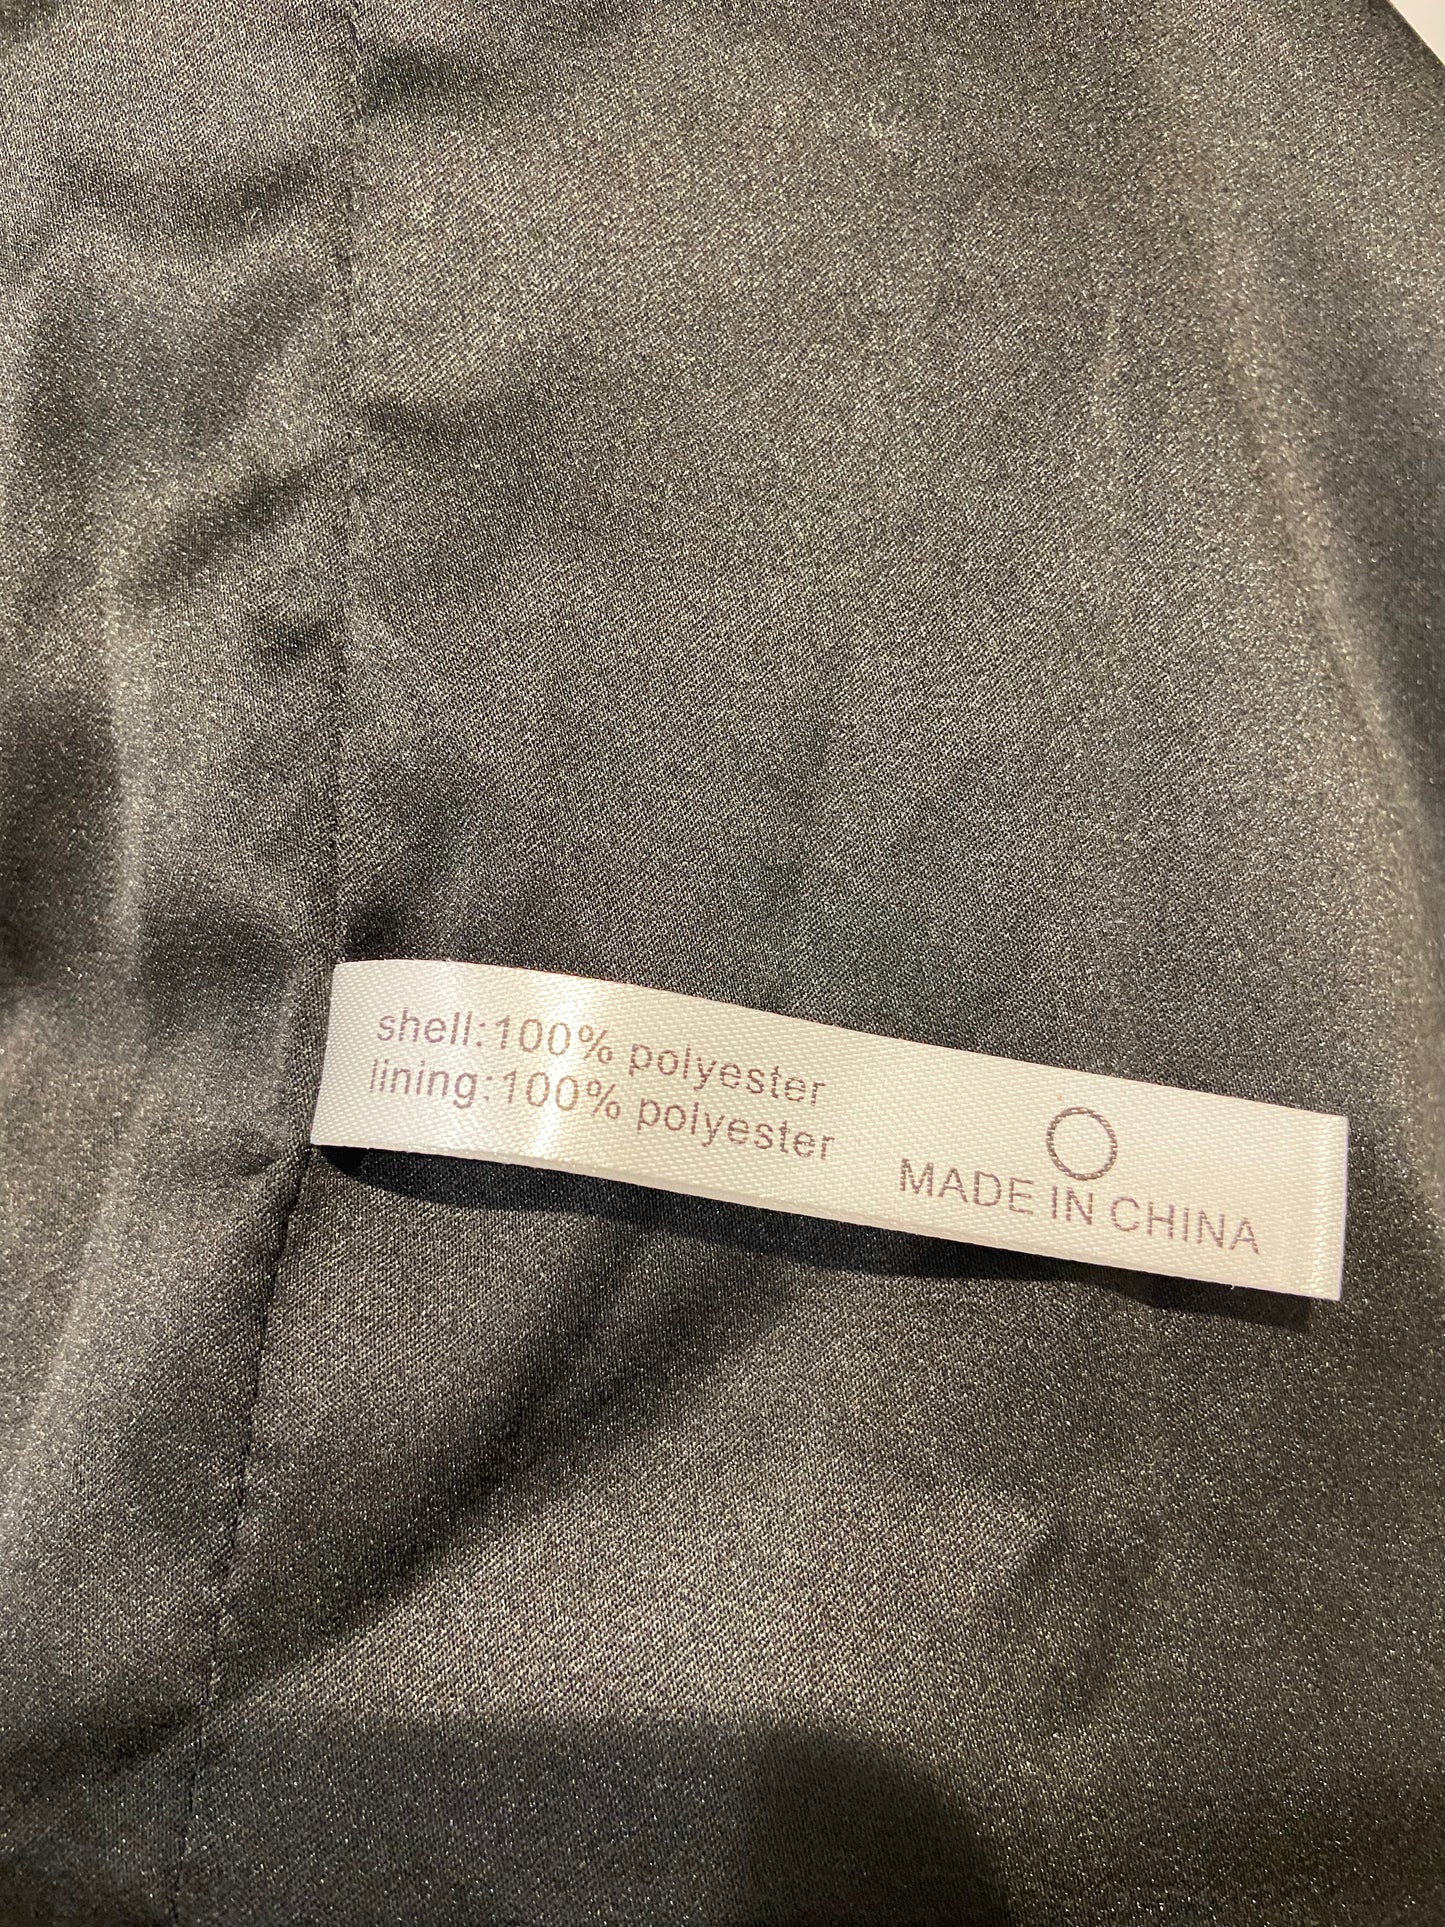 shell:100% polyester
lining:100% polyester
MADE IN CHINA